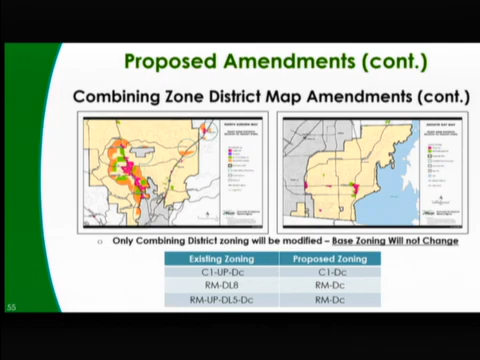 Proposed Amendments (cont.)
Combining Zone District Map Amendments (cont.)
Only Combining District zoning will be modified – Base Zoning Will not Change
Existing Zoning Proposed Zoning
C1-UP-Dc C1-Dc
RM-DL8 RM-Dc
RM-UP-DL5-Dc RM-Dc
55